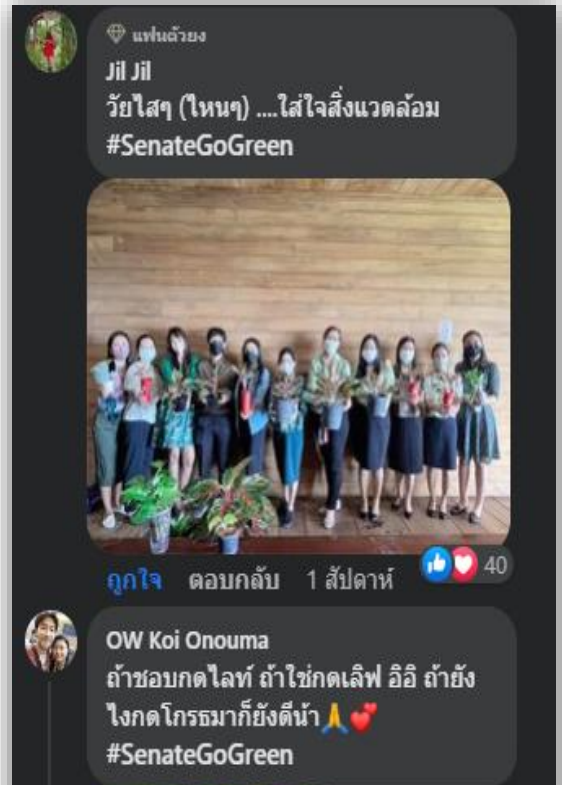 แฟนตัวยง
Jil Jil
วัยใสๆ (ไหนๆ) ....ใส่ใจสิ่งแวดล้อม
#SenateGoGreen
ถูกใจ ตอบกลับ 1 สัปดาห์ 40
OW Koi Onouma
ถ้าชอบกดไลท์ ถ้าใช่กดเลิฟ อิอิ ถ้ายัง
ไงกดโกรธมาก็ยังดีน้า🙏💕
#SenateGoGreen